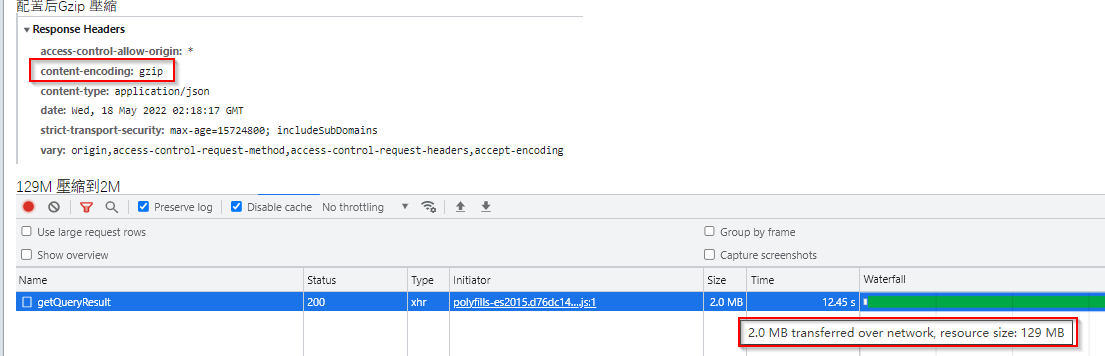 配置后Gzip 壓縮
Response Headers
access-control-allow-origin: *
content-encoding: gzip
content-type: application/json
date: Wed, 18 May 2022 02:18:17 GMT
strict-transport-security: max-age=15724800; includeSubDomains
vary: origin,access-control-request-method,access-control-request-headers,accept-encoding
129M 壓縮到2M
Preserve log Disable cache No throttling
Use large request rows Group by frame
Show overview Capture screenshots
Name Status Type Initiator Size Time Waterfall
getQueryResult 200 xhr polyfills-es2015.d76dc14….js:1 2.0 MB 12.45 s
2.0 MB transferred over network, resource size: 129 MB